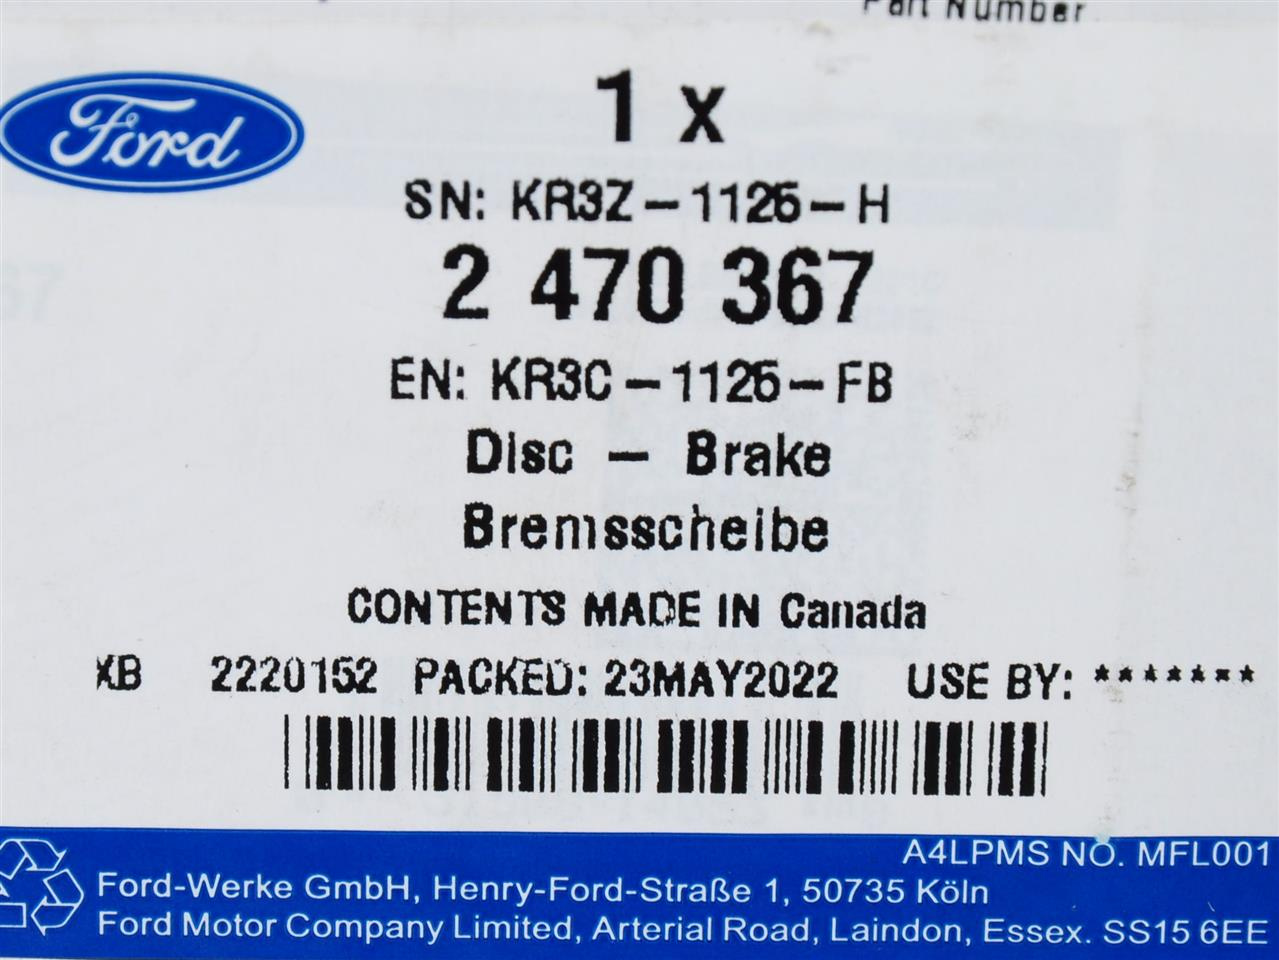 Part Number
Ford
1 x
SN: KR3Z-1125-H
2 470 367
EN: KR3C-1125-FB
Disc - Brake
Bremsscheibe
CONTENTS MADE IN Canada
XB 2220152 PACKED: 23MAY2022 USE BY: *******
A4LPMS NO. MFL001
Ford-Werke GmbH, Henry-Ford-Straße 1, 50735 Köln
Ford Motor Company Limited, Arterial Road, Laindon, Essex. SS15 6EE